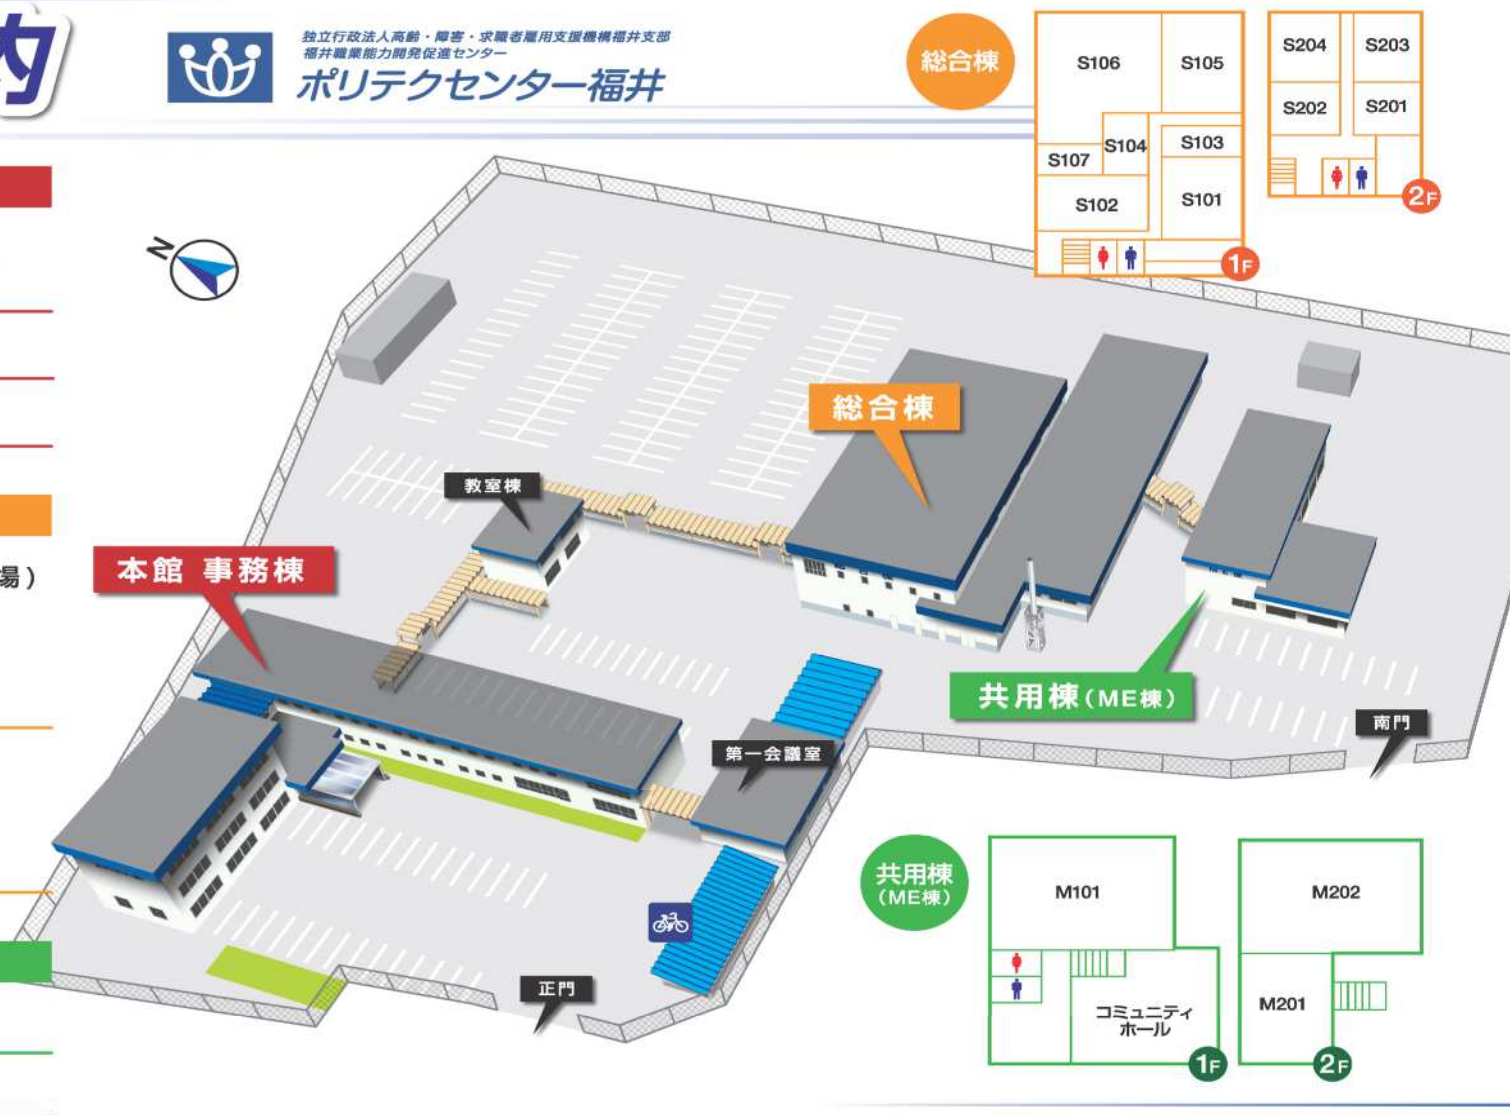 内
独立行政法人高齢・障害・求職者雇用支援機構福井支部
福井職業能力開発促進センター
ポリテクセンター福井
総合棟
S106
S105
S104
S103
S107
S102
S101
1F
S204
S203
S202
S201
2F
N
総合棟
教室棟
本館 事務棟
場）
共用棟(ME棟)
南門
第一会議室
正門
共用棟
(ME棟)
M101
コミュニティ
ホール
1F
M202
M201
2F